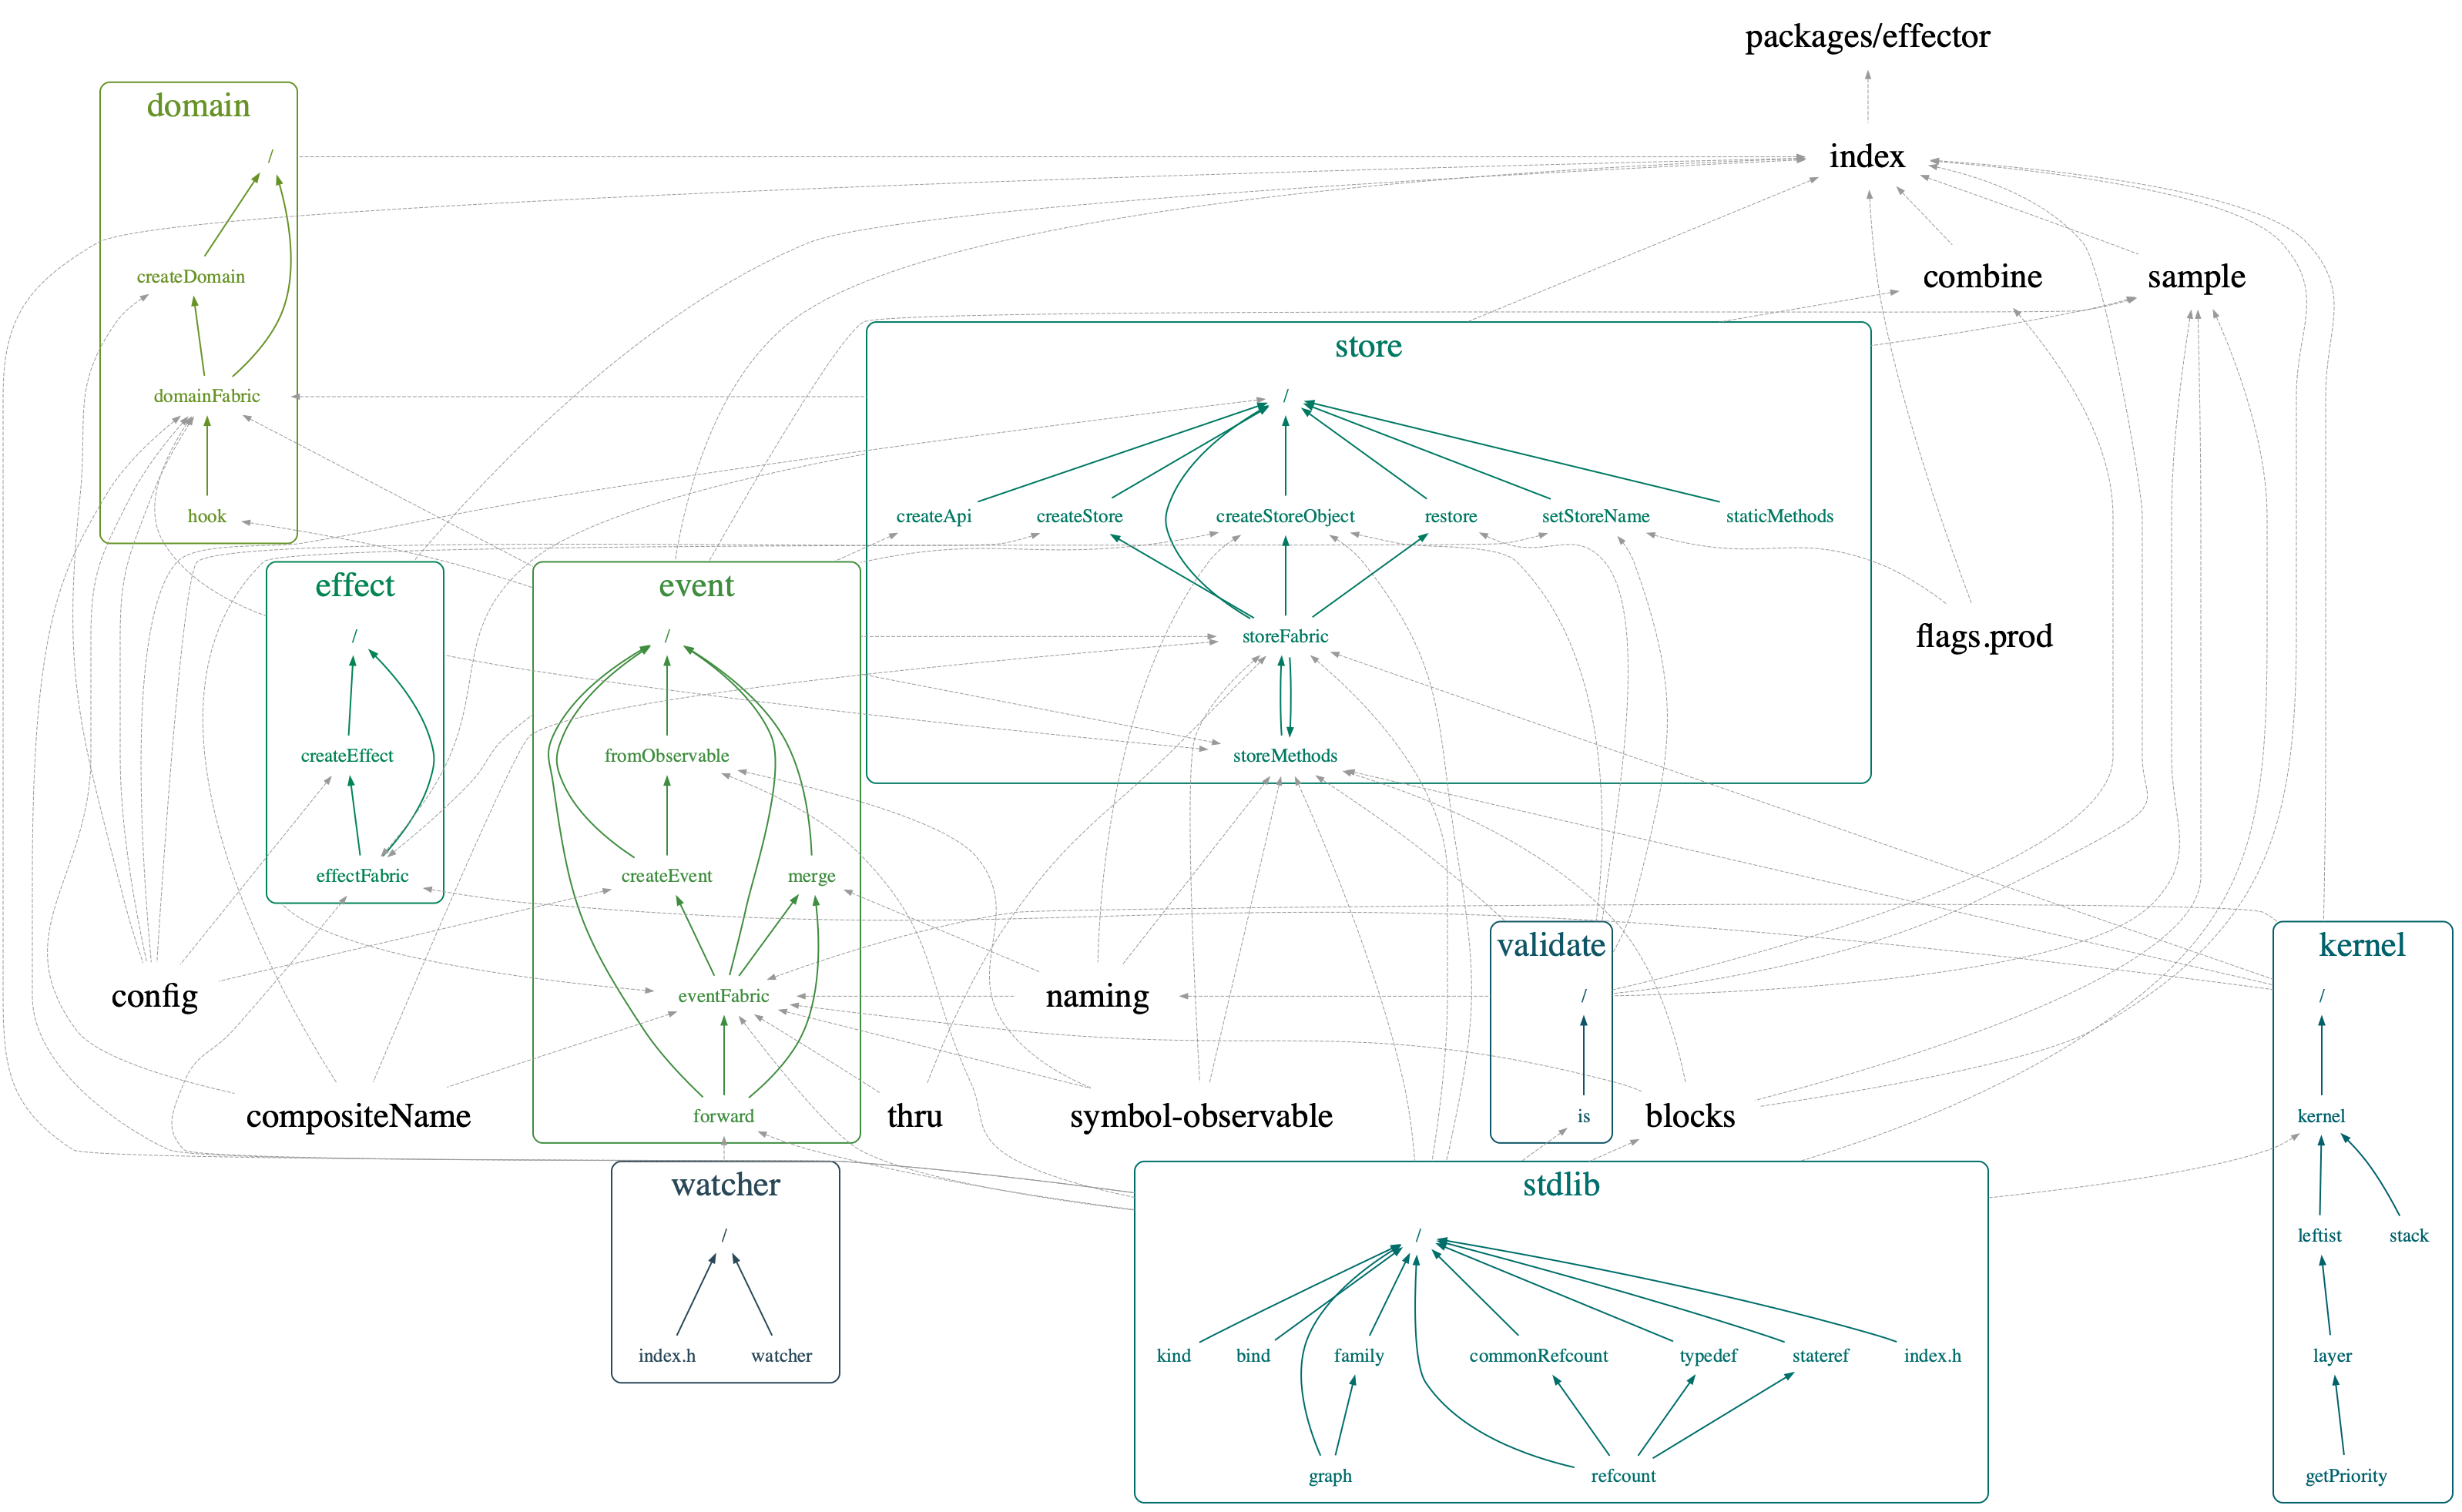 packages/effector
domain
/
index
createDomain
combine
sample
store
domainFabric
/
hook
createApi
createStore
createStoreObject
restore
setStoreName
staticMethods
effect
event
/
/
storeFabric
flags.prod
createEffect
fromObservable
storeMethods
effectFabric
createEvent
merge
validate
kernel
config
eventFabric
naming
/
/
compositeName
forward
thru
symbol-observable
is
blocks
kernel
watcher
stdlib
/
/
leftist
stack
index.h
watcher
kind
bind
family
commonRefcount
typedef
stateref
index.h
layer
graph
refcount
getPriority